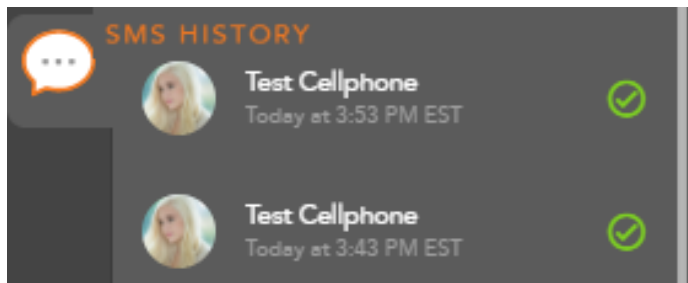 SMS HISTORY
Test Cellphone
Today at 3:53 PM EST
Test Cellphone
Today at 3:43 PM EST